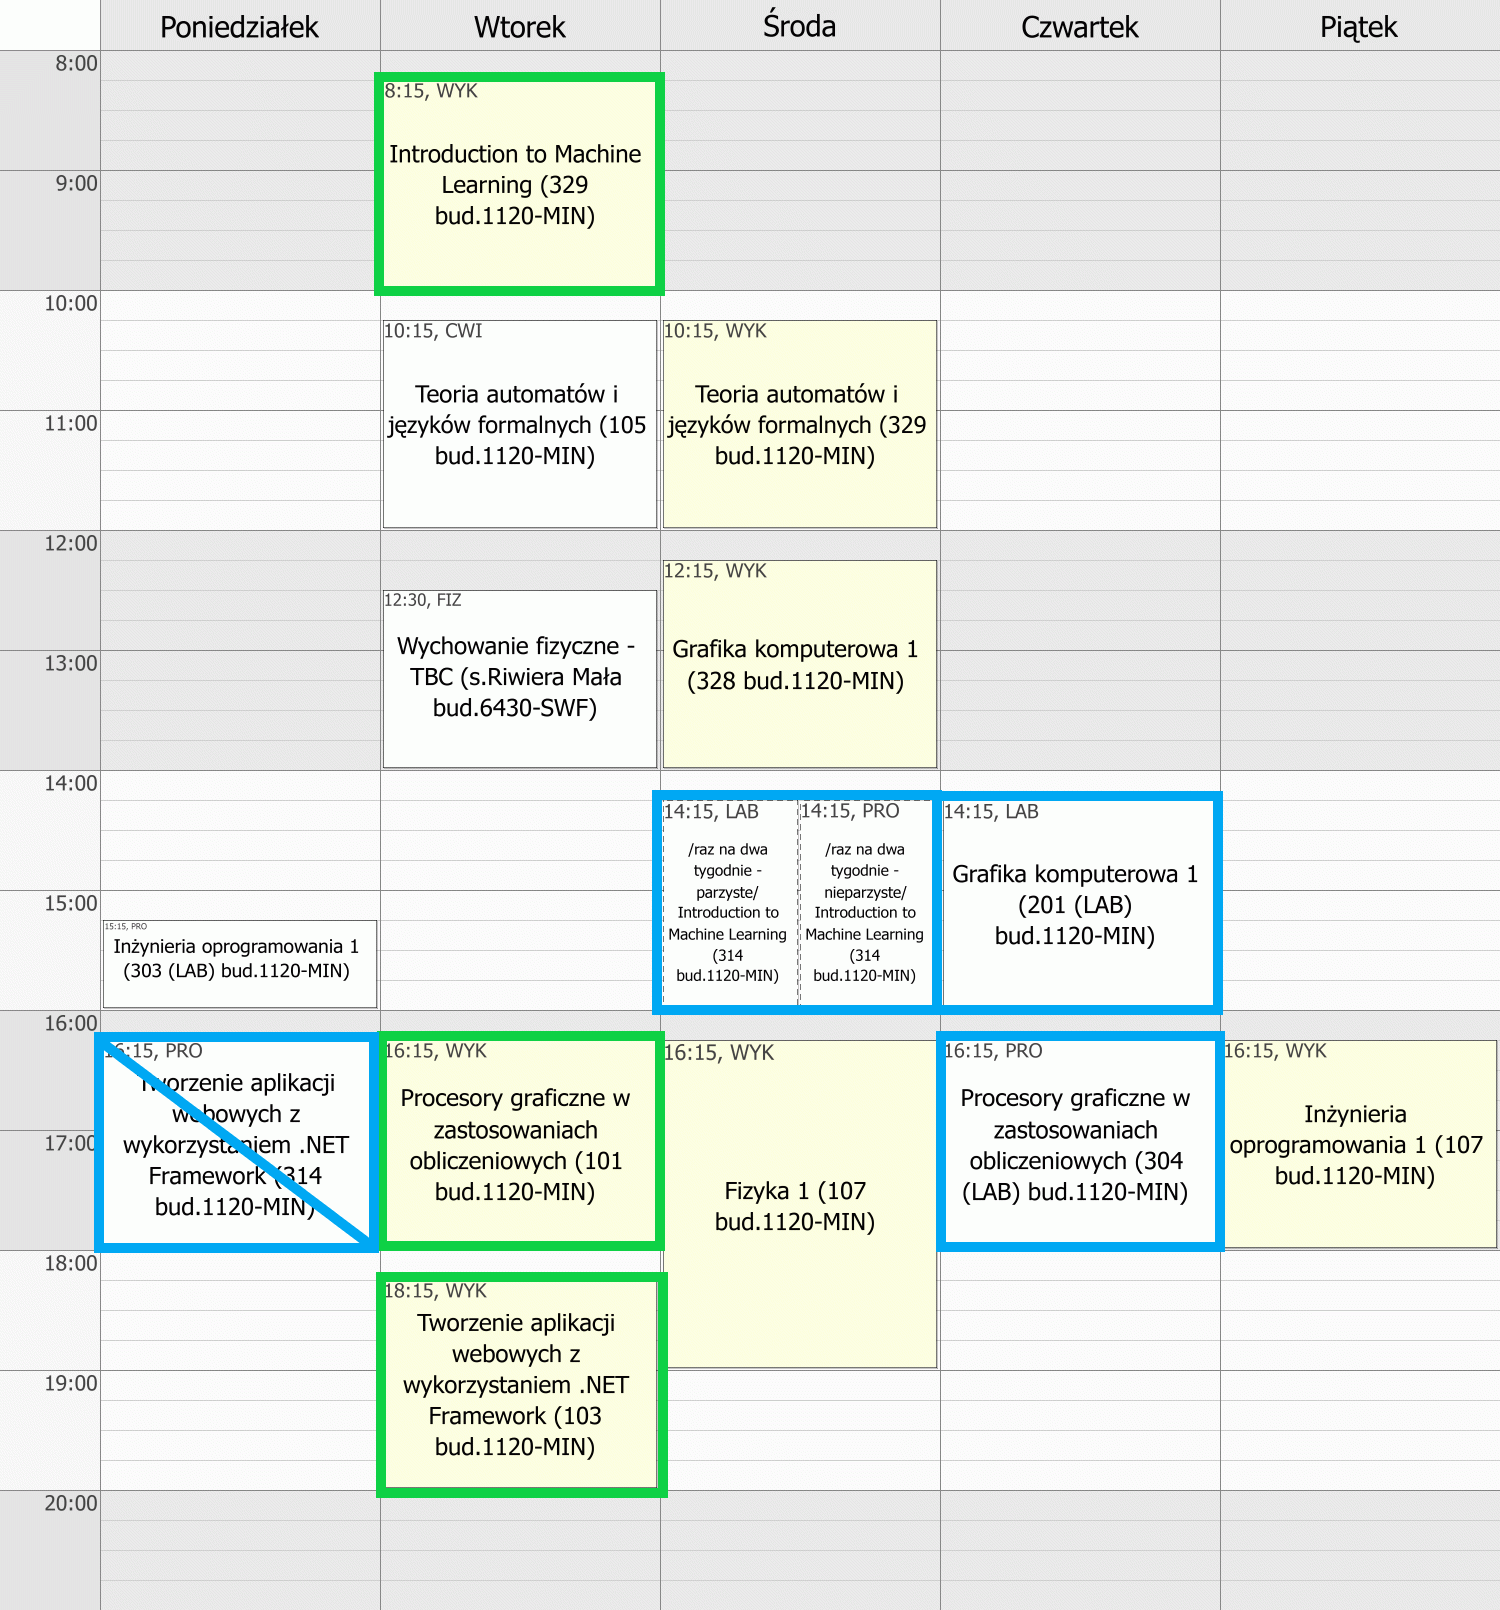 Poniedziałek
Wtorek
Środa
Czwartek
Piątek
8:00
9:00
10:00
11:00
12:00
13:00
14:00
15:00
16:00
17:00
18:00
19:00
20:00
15:15, PRO
Inżynieria oprogramowania 1
(303 (LAB) bud.1120-MIN)
16:15, PRO
Tworzenie aplikacji
webowych z
wykorzystaniem .NET
Framework (314
bud.1120-MIN)
8:15, WYK
Introduction to Machine
Learning (329
bud.1120-MIN)
10:15, CWI
Teoria automatów i
języków formalnych (105
bud.1120-MIN)
12:30, FIZ
Wychowanie fizyczne -
TBC (s.Riwiera Mała
bud.6430-SWF)
16:15, WYK
Procesory graficzne w
zastosowaniach
obliczeniowych (101
bud.1120-MIN)
18:15, WYK
Tworzenie aplikacji
webowych z
wykorzystaniem .NET
Framework (103
bud.1120-MIN)
10:15, WYK
Teoria automatów i
języków formalnych (329
bud.1120-MIN)
12:15, WYK
Grafika komputerowa 1
(328 bud.1120-MIN)
14:15, LAB
/raz na dwa
tygodnie -
parzyste/
Introduction to
Machine Learning
(314
bud.1120-MIN)
14:15, PRO
/raz na dwa
tygodnie -
nieparzyste/
Introduction to
Machine Learning
(314
bud.1120-MIN)
16:15, WYK
Fizyka 1 (107
bud.1120-MIN)
14:15, LAB
Grafika komputerowa 1
(201 (LAB)
bud.1120-MIN)
16:15, PRO
Procesory graficzne w
zastosowaniach
obliczeniowych (304
(LAB) bud.1120-MIN)
16:15, WYK
Inżynieria
oprogramowania 1 (107
bud.1120-MIN)